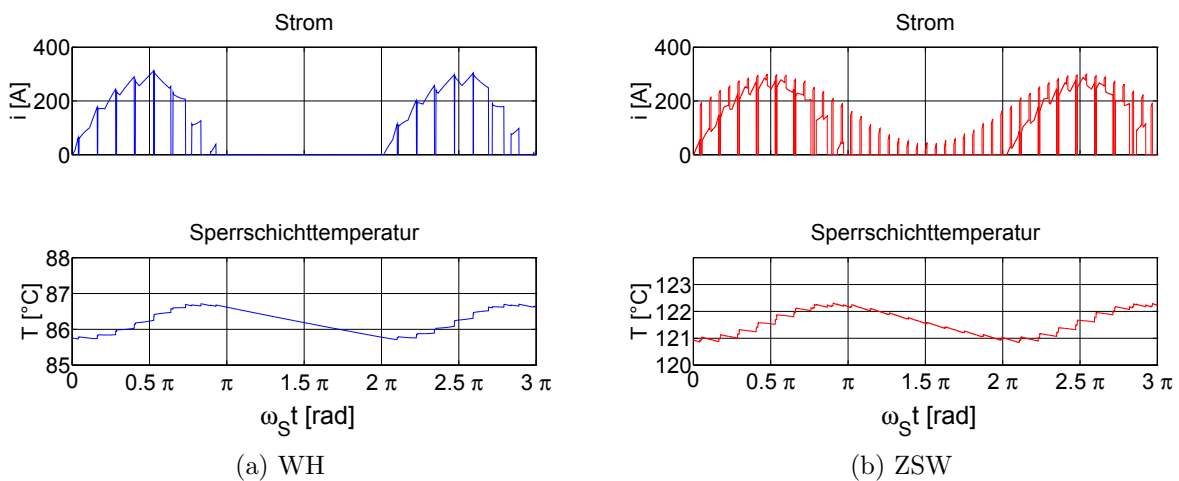 Strom
400
200
0
i [A]
Sperrschichttemperatur
88
87
86
85
T [°C]
0 0.5 π π 1.5 π 2 π 2.5 π 3 π
ω_S t [rad]
(a) WH
Strom
400
200
0
i [A]
Sperrschichttemperatur
123
122
121
120
T [°C]
0 0.5 π π 1.5 π 2 π 2.5 π 3 π
ω_S t [rad]
(b) ZSW